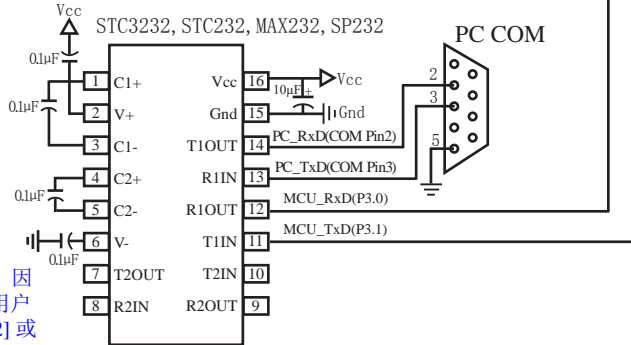 Vcc
STC3232, STC232, MAX232, SP232
PC COM
0.1μF
1 C1+ Vcc 16 Vcc
10μF +
0.1μF
2 V+ Gnd 15 Gnd
3 C1- T1OUT 14 PC_RxD(COM Pin2)
4 C2+ R1IN 13 PC_TxD(COM Pin3)
0.1μF
5 C2- R1OUT 12 MCU_RxD(P3.0)
6 V- T1IN 11 MCU_TxD(P3.1)
0.1μF
7 T2OUT T2IN 10
8 R2IN R2OUT 9
2
3
5
因
用户
2] 或